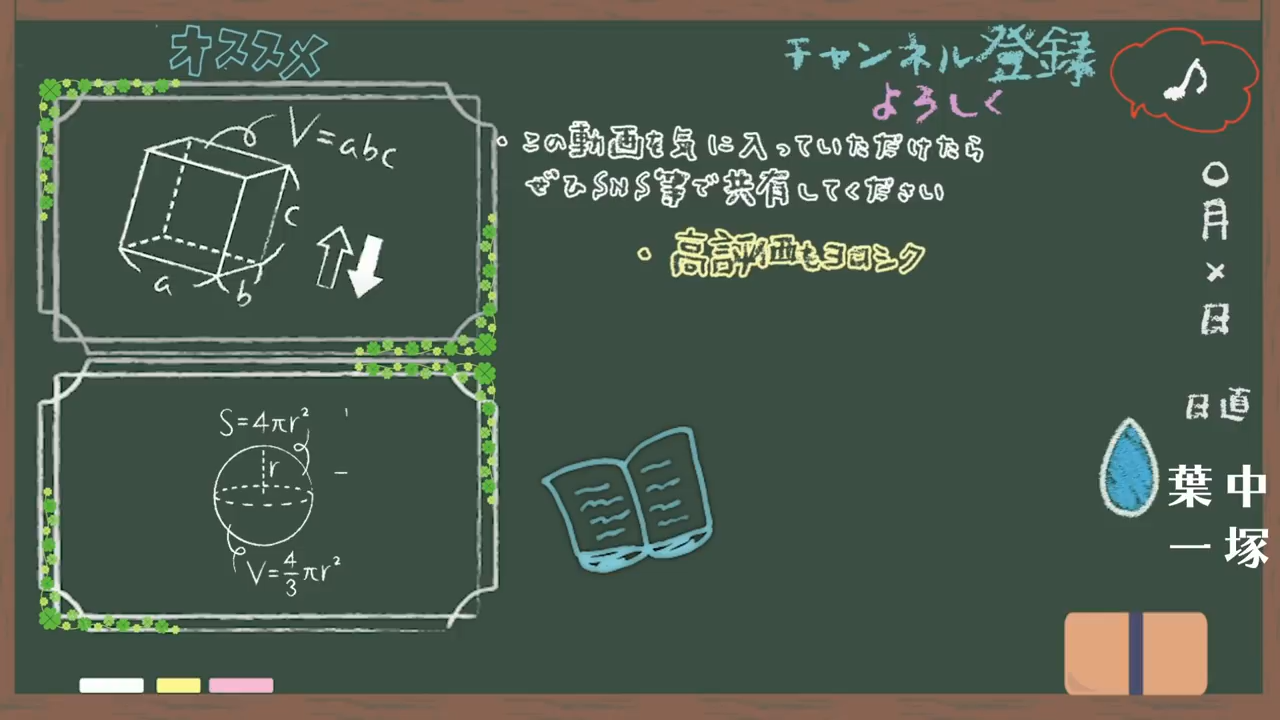 オススメ
V=abc
c
a
b
S=4πr²
r
V=4/3πr²
チャンネル登録
よろしく
・この動画を気に入っていただけたら
ぜひSNS等で共有してください
・高評価もヨロシク
♪
○月×日
日直
中塚
葉一